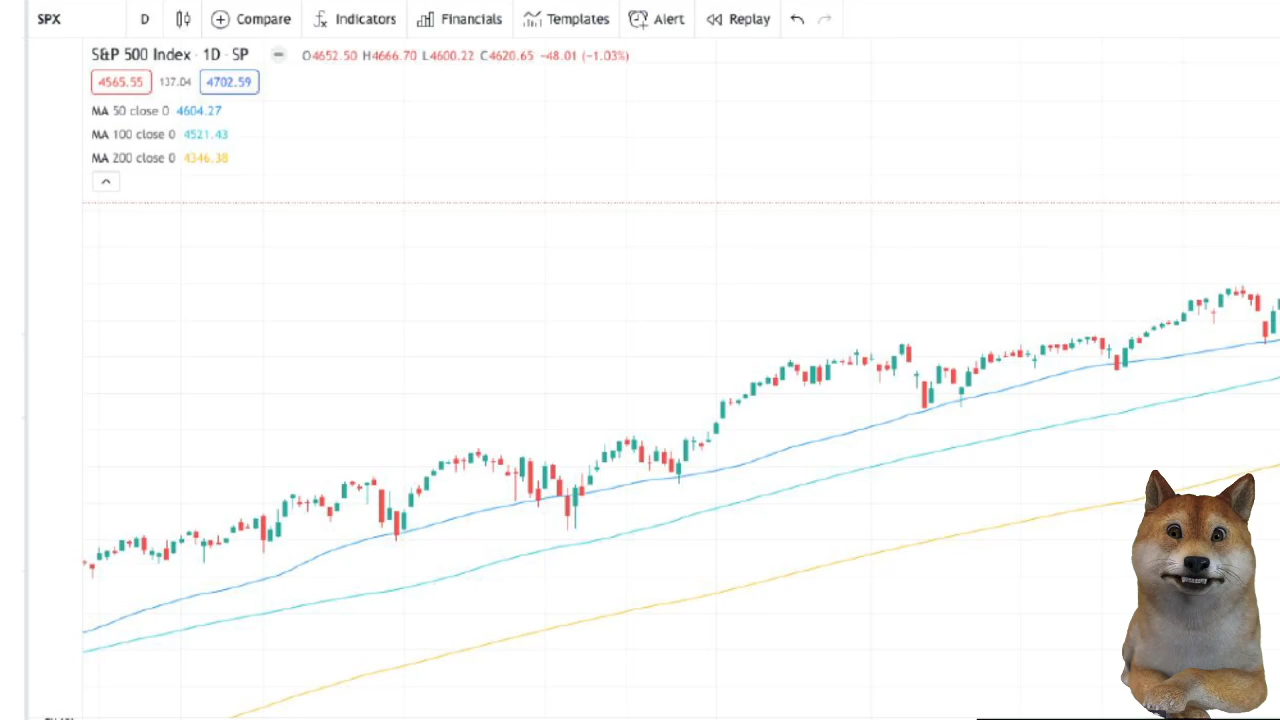 SPX D Compare Indicators Financials Templates Alert Replay
S&P 500 Index · 1D · SP O4652.50 H4666.70 L4600.22 C4620.65 −48.01 (−1.03%)
4565.55 137.04 4702.59
MA 50 close 0 4604.27
MA 100 close 0 4521.43
MA 200 close 0 4346.38